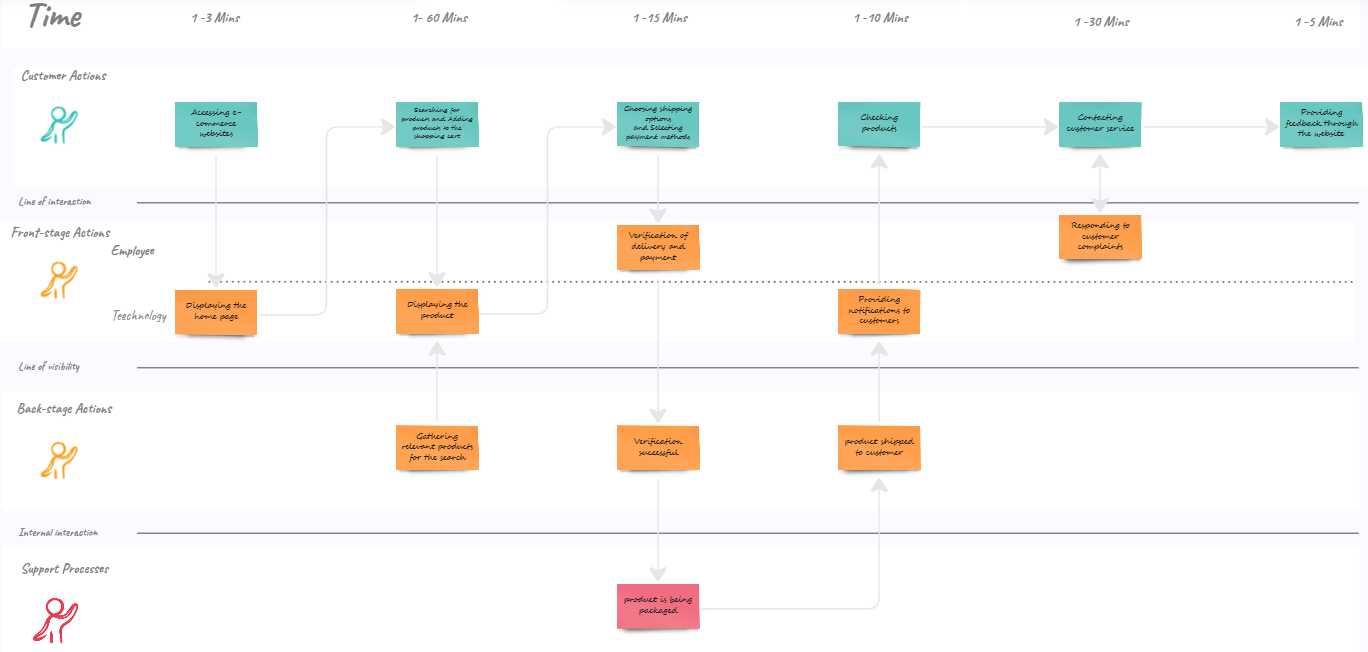 Time
1 -3 Mins
1- 60 Mins
1 -15 Mins
1 -10 Mins
1 -30 Mins
1 -5 Mins
Customer Actions
Accessing e-
commerce
websites
Searching for
products and Adding
products to the
shopping cart
Choosing shipping
options
and Selecting
payment methods
Checking
products
Contacting
customer service
Providing
feedback through
the website
Line of interaction
Front-stage Actions
Employee
Verification of
delivery and
payment
Responding to
customer
complaints
Teechnology
Displaying the
home page
Displaying the
product
Providing
notifications to
customers
Line of visibility
Back-stage Actions
Gathering
relevant products
for the search
Verification
successful
product shipped
to customer
Internal interaction
Support Processes
product is being
packaged